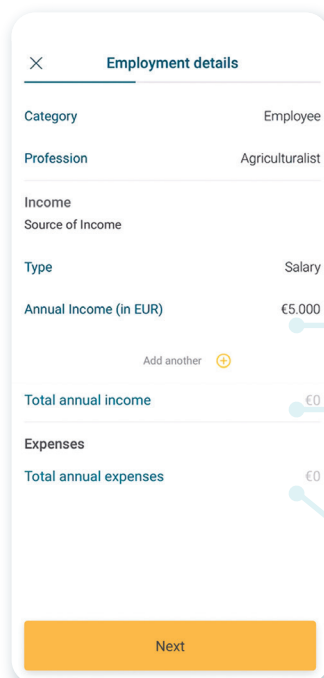 Employment details
Category Employee
Profession Agriculturalist
Income
Source of Income
Type Salary
Annual Income (in EUR) €5.000
Add another
Total annual income €0
Expenses
Total annual expenses €0
Next